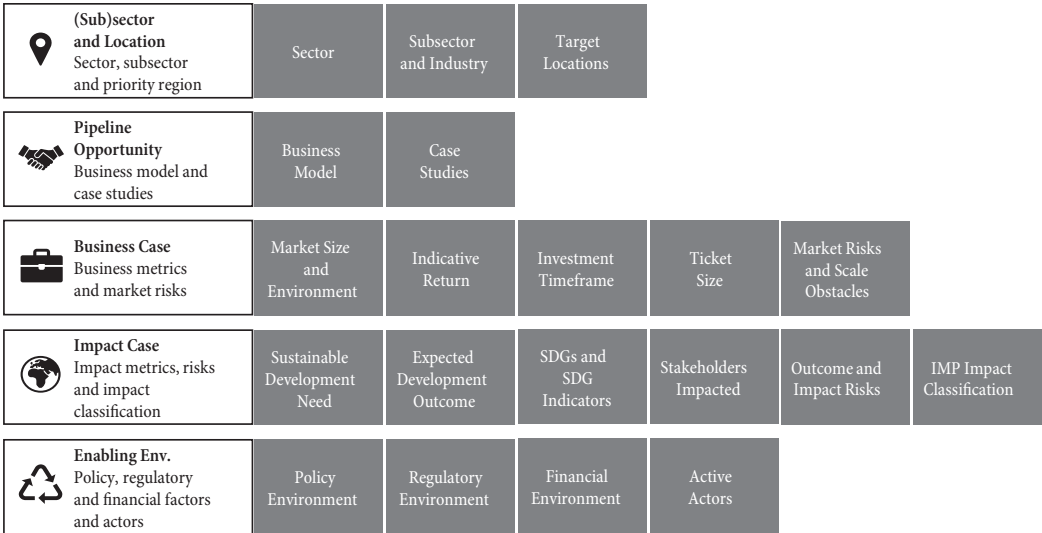 (Sub)sector
and Location
Sector, subsector
and priority region
Sector
Subsector
and Industry
Target
Locations
Pipeline
Opportunity
Business model and
case studies
Business
Model
Case
Studies
Business Case
Business metrics
and market risks
Market Size
and
Environment
Indicative
Return
Investment
Timeframe
Ticket
Size
Market Risks
and Scale
Obstacles
Impact Case
Impact metrics, risks
and impact
classification
Sustainable
Development
Need
Expected
Development
Outcome
SDGs and
SDG
Indicators
Stakeholders
Impacted
Outcome and
Impact Risks
IMP Impact
Classification
Enabling Env.
Policy, regulatory
and financial factors
and actors
Policy
Environment
Regulatory
Environment
Financial
Environment
Active
Actors